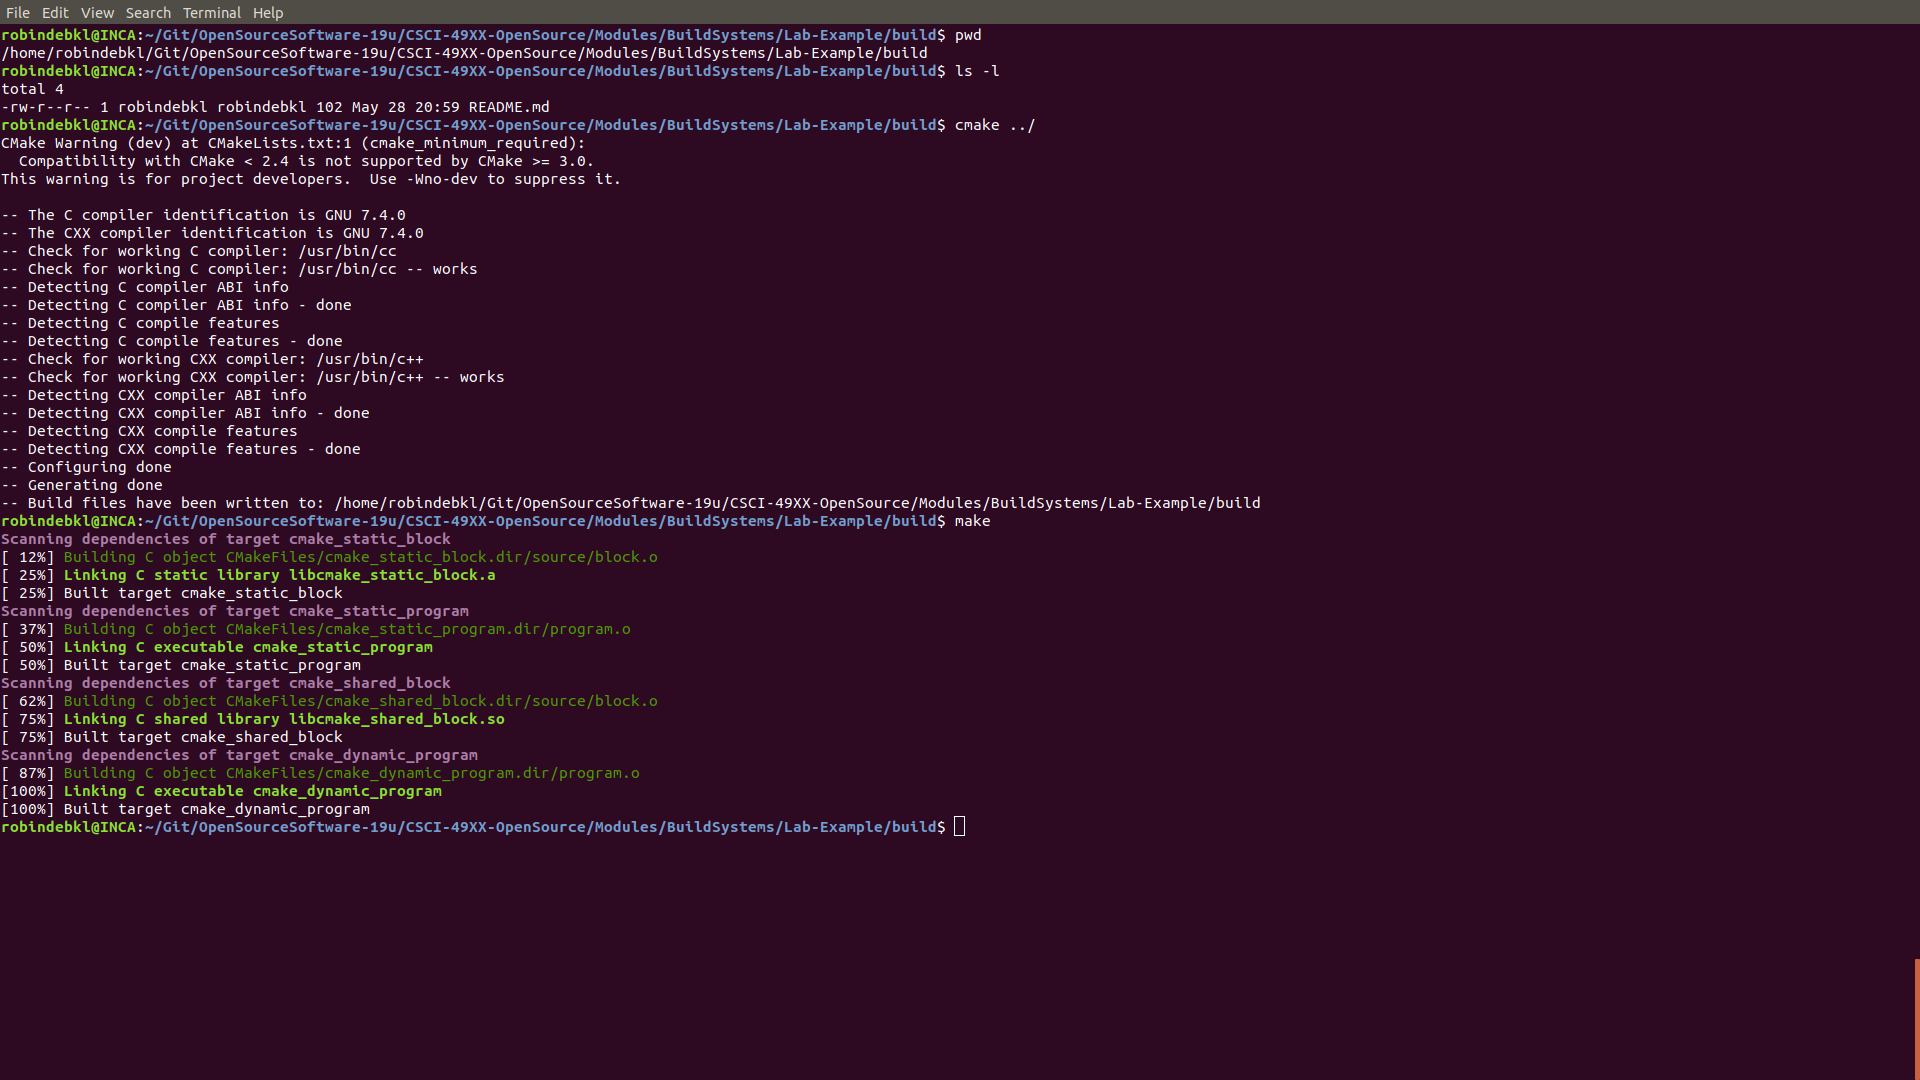 File Edit View Search Terminal Help
robindebkl@INCA:~/Git/OpenSourceSoftware-19u/CSCI-49XX-OpenSource/Modules/BuildSystems/Lab-Example/build$ pwd
/home/robindebkl/Git/OpenSourceSoftware-19u/CSCI-49XX-OpenSource/Modules/BuildSystems/Lab-Example/build
robindebkl@INCA:~/Git/OpenSourceSoftware-19u/CSCI-49XX-OpenSource/Modules/BuildSystems/Lab-Example/build$ ls -l
total 4
-rw-r--r-- 1 robindebkl robindebkl 102 May 28 20:59 README.md
robindebkl@INCA:~/Git/OpenSourceSoftware-19u/CSCI-49XX-OpenSource/Modules/BuildSystems/Lab-Example/build$ cmake ../
CMake Warning (dev) at CMakeLists.txt:1 (cmake_minimum_required):
  Compatibility with CMake < 2.4 is not supported by CMake >= 3.0.
This warning is for project developers.  Use -Wno-dev to suppress it.

-- The C compiler identification is GNU 7.4.0
-- The CXX compiler identification is GNU 7.4.0
-- Check for working C compiler: /usr/bin/cc
-- Check for working C compiler: /usr/bin/cc -- works
-- Detecting C compiler ABI info
-- Detecting C compiler ABI info - done
-- Detecting C compile features
-- Detecting C compile features - done
-- Check for working CXX compiler: /usr/bin/c++
-- Check for working CXX compiler: /usr/bin/c++ -- works
-- Detecting CXX compiler ABI info
-- Detecting CXX compiler ABI info - done
-- Detecting CXX compile features
-- Detecting CXX compile features - done
-- Configuring done
-- Generating done
-- Build files have been written to: /home/robindebkl/Git/OpenSourceSoftware-19u/CSCI-49XX-OpenSource/Modules/BuildSystems/Lab-Example/build
robindebkl@INCA:~/Git/OpenSourceSoftware-19u/CSCI-49XX-OpenSource/Modules/BuildSystems/Lab-Example/build$ make
Scanning dependencies of target cmake_static_block
[ 12%] Building C object CMakeFiles/cmake_static_block.dir/source/block.o
[ 25%] Linking C static library libcmake_static_block.a
[ 25%] Built target cmake_static_block
Scanning dependencies of target cmake_static_program
[ 37%] Building C object CMakeFiles/cmake_static_program.dir/program.o
[ 50%] Linking C executable cmake_static_program
[ 50%] Built target cmake_static_program
Scanning dependencies of target cmake_shared_block
[ 62%] Building C object CMakeFiles/cmake_shared_block.dir/source/block.o
[ 75%] Linking C shared library libcmake_shared_block.so
[ 75%] Built target cmake_shared_block
Scanning dependencies of target cmake_dynamic_program
[ 87%] Building C object CMakeFiles/cmake_dynamic_program.dir/program.o
[100%] Linking C executable cmake_dynamic_program
[100%] Built target cmake_dynamic_program
robindebkl@INCA:~/Git/OpenSourceSoftware-19u/CSCI-49XX-OpenSource/Modules/BuildSystems/Lab-Example/build$